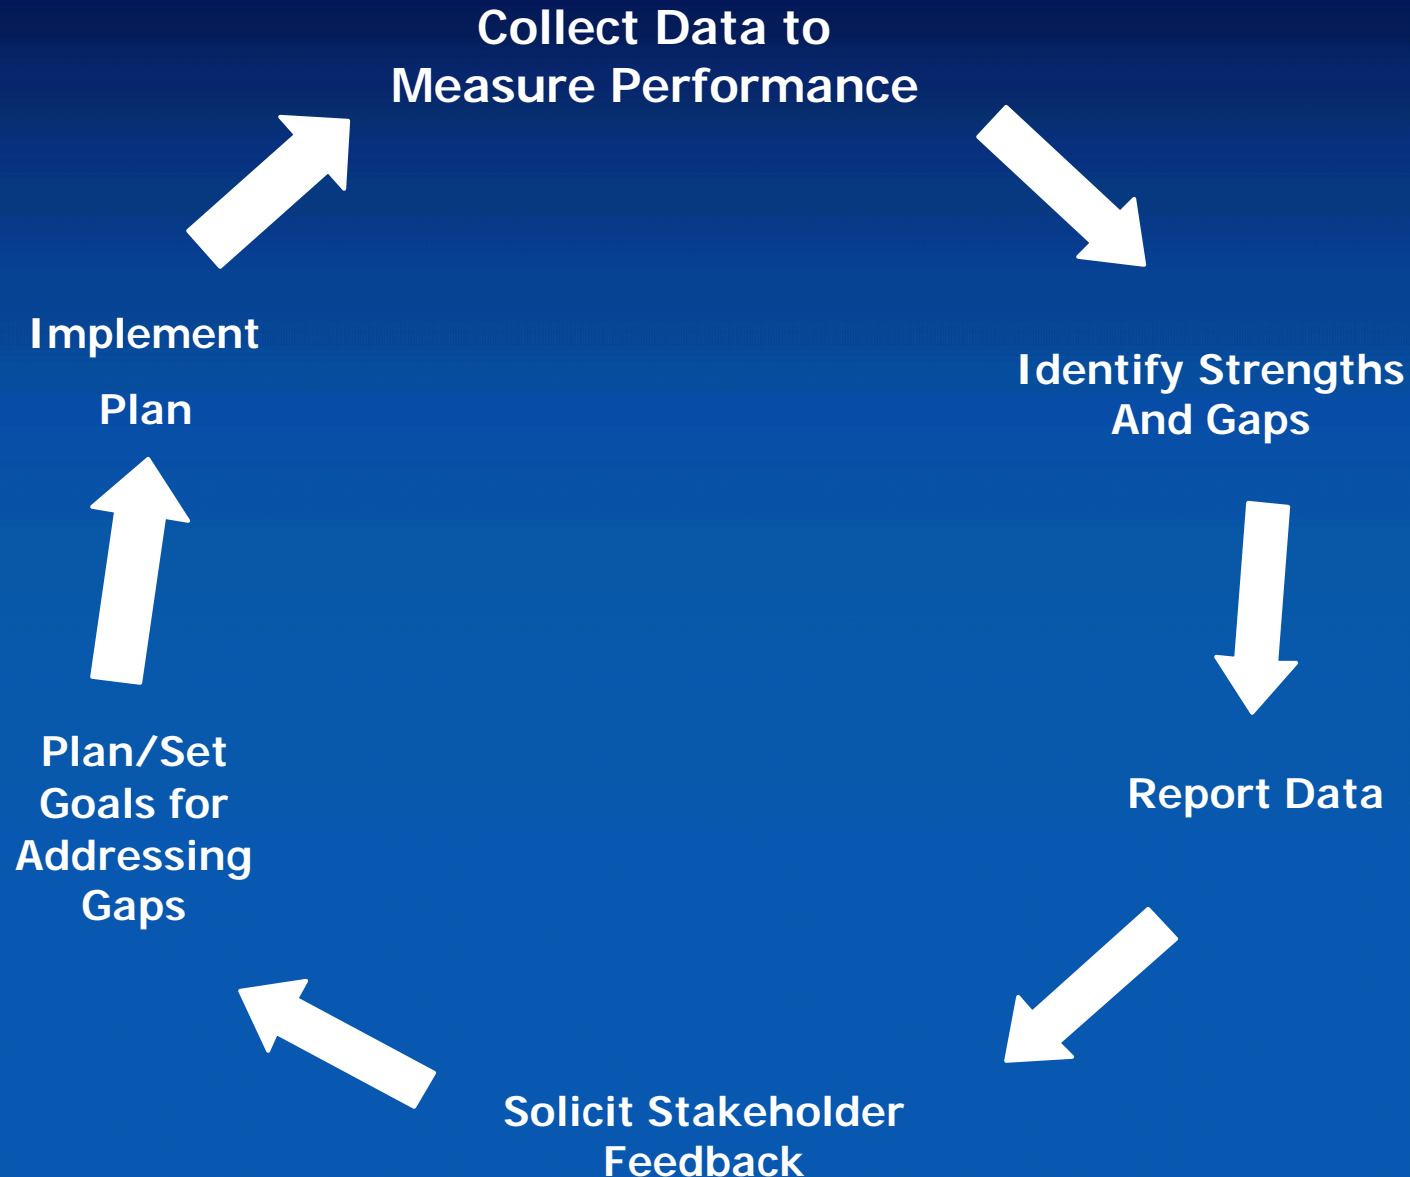 Collect Data to
Measure Performance
Implement
Plan
Identify Strengths
And Gaps
Plan/Set
Goals for
Addressing
Gaps
Report Data
Solicit Stakeholder
Feedback